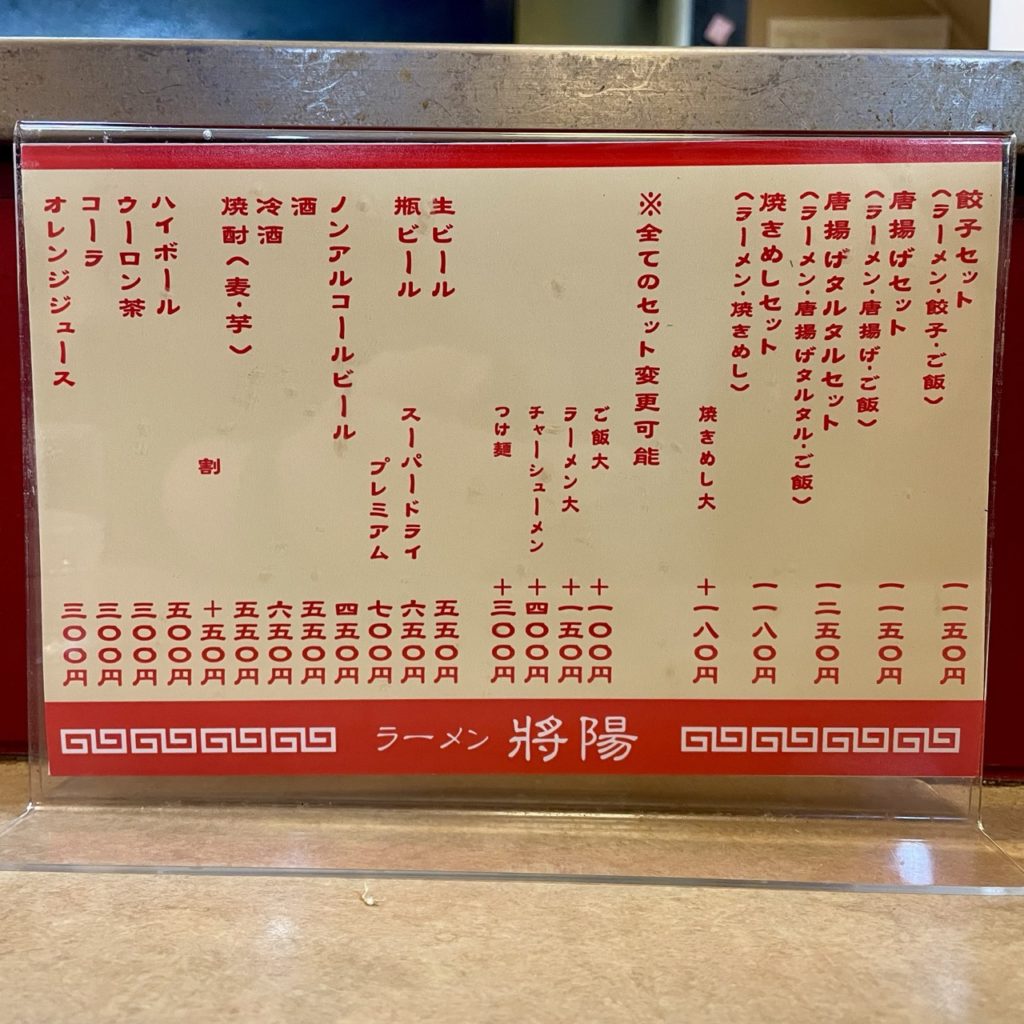 餃子セット 一一五〇円
（ラーメン・餃子・ご飯）
唐揚げセット 一一五〇円
（ラーメン・唐揚げ・ご飯）
唐揚げタルタルセット 一二五〇円
（ラーメン・唐揚げタルタル・ご飯）
焼きめしセット 一一八〇円
（ラーメン・焼きめし）
焼きめし大 +一八〇円
※全てのセット変更可能
ご飯大 +一〇〇円
ラーメン大 +一五〇円
チャーシューメン +四〇〇円
つけ麺 +三〇〇円
生ビール 五五〇円
瓶ビール スーパードライ 六五〇円
プレミアム 七〇〇円
ノンアルコールビール 四五〇円
酒 五五〇円
冷酒 六五〇円
焼酎（麦・芋） 五五〇円
割 +五〇円
ハイボール 五〇〇円
ウーロン茶 三〇〇円
コーラ 三〇〇円
オレンジジュース 三〇〇円
ラーメン 將陽